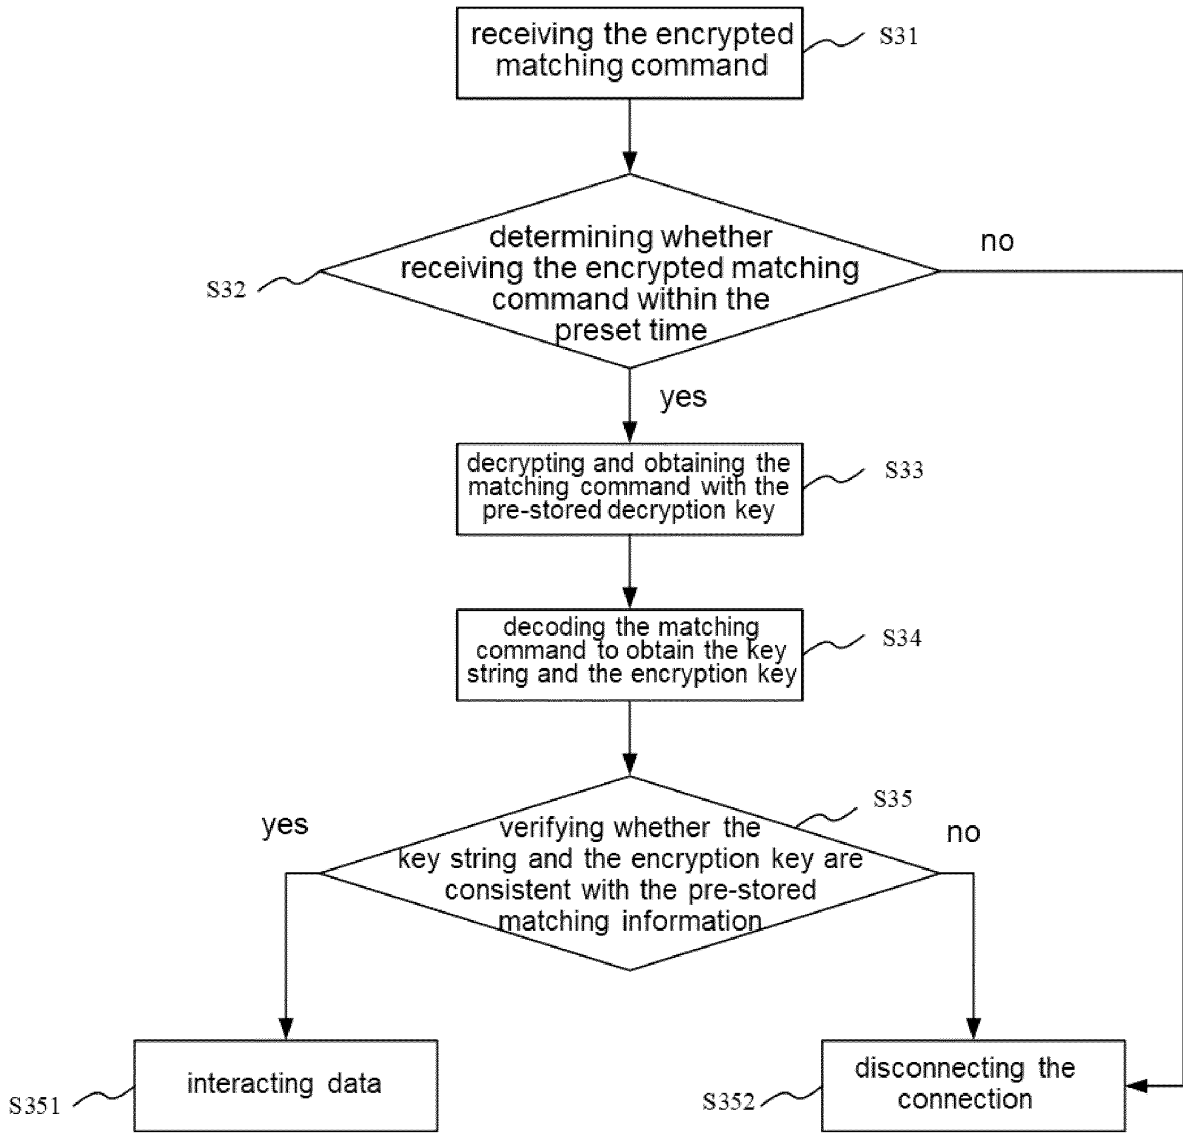 receiving the encrypted
matching command
S31
determining whether
receiving the encrypted matching
command within the
preset time
no
S32
yes
decrypting and obtaining the
matching command with the
pre-stored decryption key
S33
decoding the matching
command to obtain the key
string and the encryption key
S34
S35
yes
verifying whether the
key string and the encryption key are
consistent with the pre-stored
matching information
no
interacting data
S351
disconnecting the
connection
S352